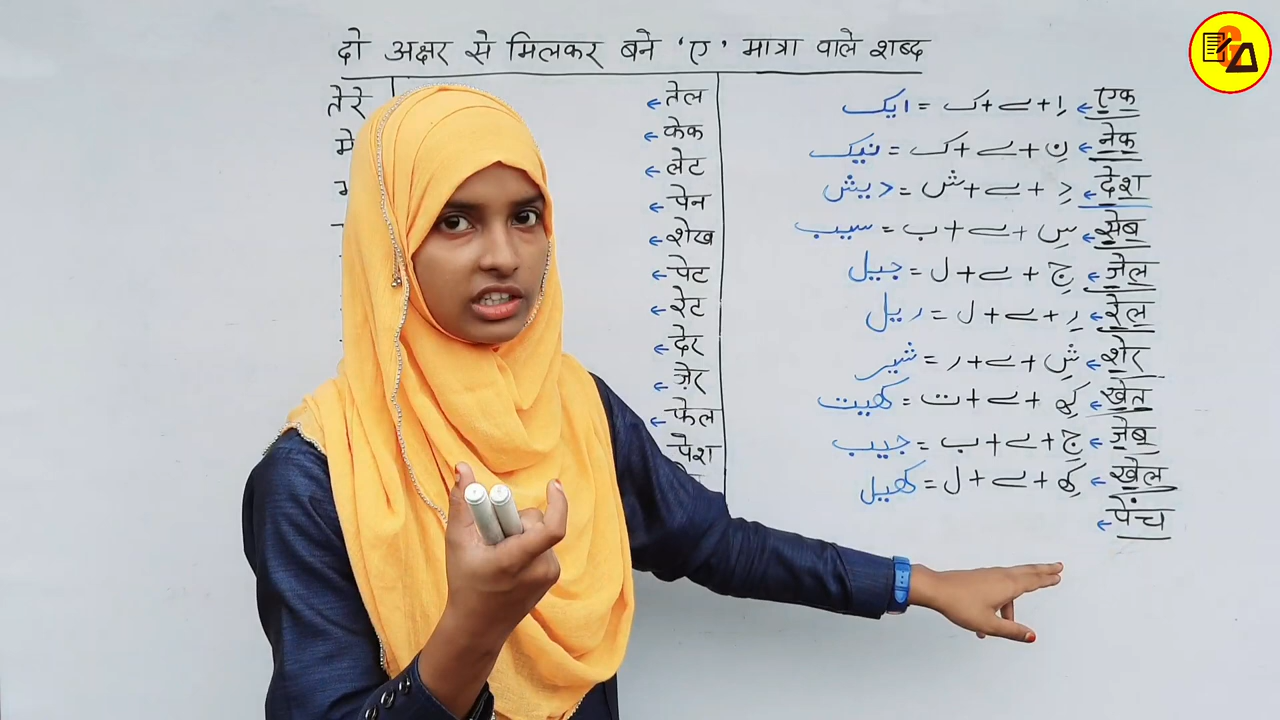 दो अक्षर से मिलकर बने 'ए' मात्रा वाले शब्द
एक ← اِ + ے + ک = ایک
नेक ← نِ + ے + ک = نیک
देश ← دِ + ے + ش = دیش
सेब ← سِ + ے + ب = سیب
जेल ← جِ + ے + ل = جیل
रेल ← رِ + ے + ل = ریل
शेर ← شِ + ے + ر = شیر
खेत ← کھِ + ے + ت = کھیت
जेब ← جِ + ے + ب = جیب
खेल ← کھِ + ے + ل = کھیل
पेंच ←
तेल ←
फेक ←
लेट ←
पेन ←
शेख ←
पेट ←
रेट ←
देर ←
ज़ेर ←
फेल ←
पेश
तेरे
मे